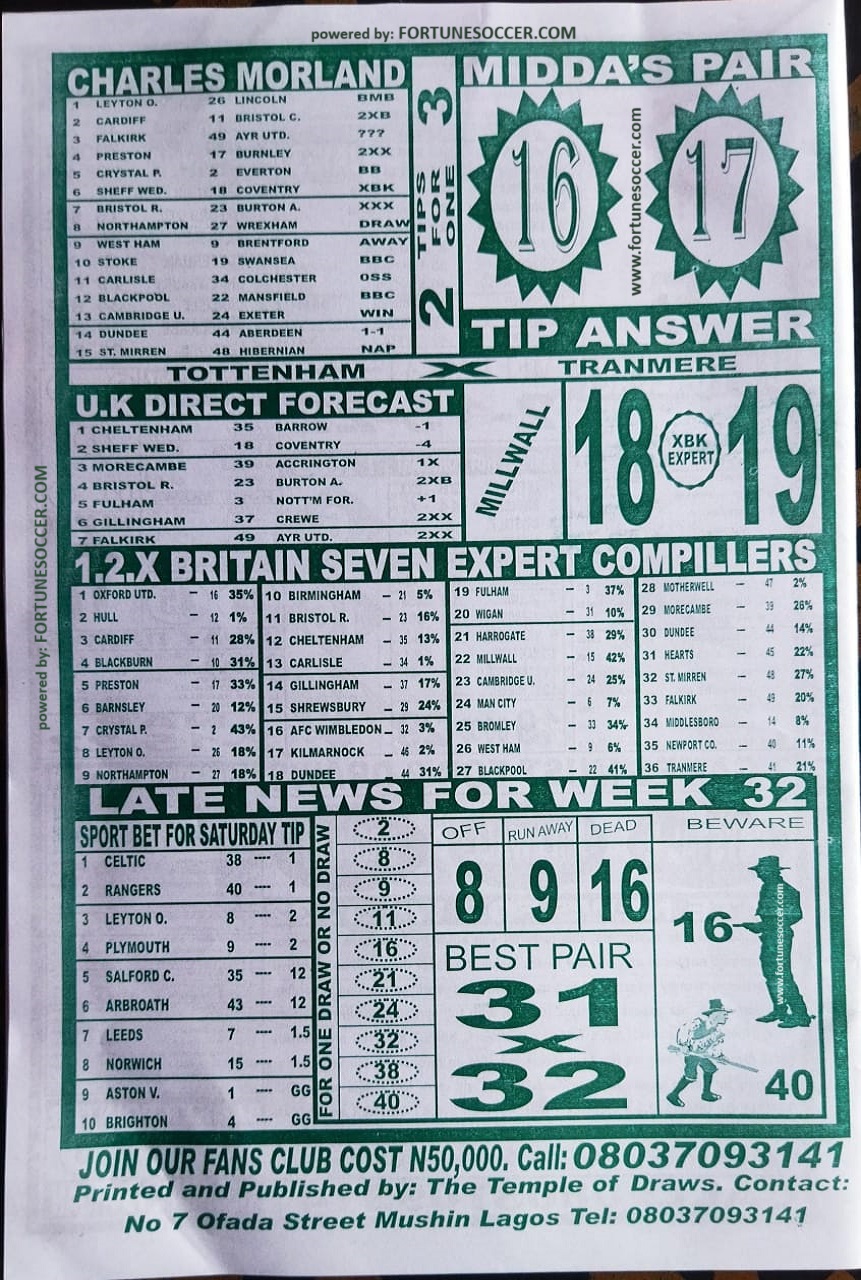 powered by: FORTUNESOCCER.COM
CHARLES MORLAND
1 LEYTON O. 26 LINCOLN BMB
2 CARDIFF 11 BRISTOL C. 2XB
3 FALKIRK 49 AYR UTD. ???
4 PRESTON 17 BURNLEY 2XX
5 CRYSTAL P. 2 EVERTON BB
6 SHEFF WED. 18 COVENTRY XBK
7 BRISTOL R. 23 BURTON A. XXX
8 NORTHAMPTON 27 WREXHAM DRAW
9 WEST HAM 9 BRENTFORD AWAY
10 STOKE 19 SWANSEA BBC
11 CARLISLE 34 COLCHESTER OSS
12 BLACKPOOL 22 MANSFIELD BBC
13 CAMBRIDGE U. 24 EXETER WIN
14 DUNDEE 44 ABERDEEN 1-1
15 ST. MIRREN 48 HIBERNIAN NAP
2 TIPS FOR ONE 3
MIDDA'S PAIR
16 17
www.fortunesoccer.com
TIP ANSWER
TOTTENHAM X TRANMERE
U.K DIRECT FORECAST
1 CHELTENHAM 35 BARROW -1
2 SHEFF WED. 18 COVENTRY -4
3 MORECAMBE 39 ACCRINGTON 1X
4 BRISTOL R. 23 BURTON A. 2XB
5 FULHAM 3 NOTT'M FOR. +1
6 GILLINGHAM 37 CREWE 2XX
7 FALKIRK 49 AYR UTD. 2XX
MILLWALL
18 XBK EXPERT 19
powered by: FORTUNESOCCER.COM
1.2.X BRITAIN SEVEN EXPERT COMPILLERS
1 OXFORD UTD. – 16 35%
2 HULL – 12 1%
3 CARDIFF – 11 28%
4 BLACKBURN – 10 31%
5 PRESTON – 17 33%
6 BARNSLEY – 20 12%
7 CRYSTAL P. – 2 43%
8 LEYTON O. – 26 18%
9 NORTHAMPTON – 27 18%
10 BIRMINGHAM – 21 5%
11 BRISTOL R. – 23 16%
12 CHELTENHAM – 35 13%
13 CARLISLE – 34 1%
14 GILLINGHAM – 37 17%
15 SHREWSBURY – 29 24%
16 AFC WIMBLEDON – 32 3%
17 KILMARNOCK – 46 2%
18 DUNDEE 44 31%
19 FULHAM – 3 37%
20 WIGAN – 31 10%
21 HARROGATE – 38 29%
22 MILLWALL – 15 42%
23 CAMBRIDGE U. – 24 25%
24 MAN CITY – 6 7%
25 BROMLEY – 33 34%
26 WEST HAM – 9 6%
27 BLACKPOOL – 22 41%
28 MOTHERWELL – 47 2%
29 MORECAMBE – 39 26%
30 DUNDEE – 44 14%
31 HEARTS – 45 22%
32 ST. MIRREN – 48 27%
33 FALKIRK – 49 20%
34 MIDDLESBORO – 14 8%
35 NEWPORT CO. – 40 11%
36 TRANMERE – 41 21%
LATE NEWS FOR WEEK 32
SPORT BET FOR SATURDAY TIP
1 CELTIC 38 ---- 1
2 RANGERS 40 ---- 1
3 LEYTON O. 8 ---- 2
4 PLYMOUTH 9 ---- 2
5 SALFORD C. 35 ---- 12
6 ARBROATH 43 ---- 12
7 LEEDS 7 ---- 1.5
8 NORWICH 15 ---- 1.5
9 ASTON V. 1 ---- GG
10 BRIGHTON 4 ---- GG
FOR ONE DRAW OR NO DRAW
2
8
9
11
16
21
24
32
38
40
OFF RUN AWAY DEAD
8 9 16
BEST PAIR
31
X
32
BEWARE
16
www.fortunesoccer.com
40
JOIN OUR FANS CLUB COST N50,000. Call: 08037093141
Printed and Published by: The Temple of Draws. Contact:
No 7 Ofada Street Mushin Lagos Tel: 08037093141